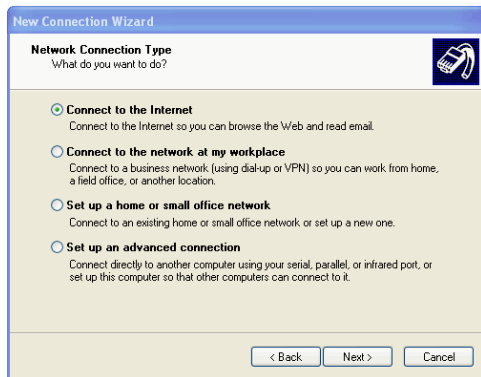 New Connection Wizard
Network Connection Type
What do you want to do?
Connect to the Internet
Connect to the Internet so you can browse the Web and read email.
Connect to the network at my workplace
Connect to a business network (using dial-up or VPN) so you can work from home,
a field office, or another location.
Set up a home or small office network
Connect to an existing home or small office network or set up a new one.
Set up an advanced connection
Connect directly to another computer using your serial, parallel, or infrared port, or
set up this computer so that other computers can connect to it.
< Back Next > Cancel